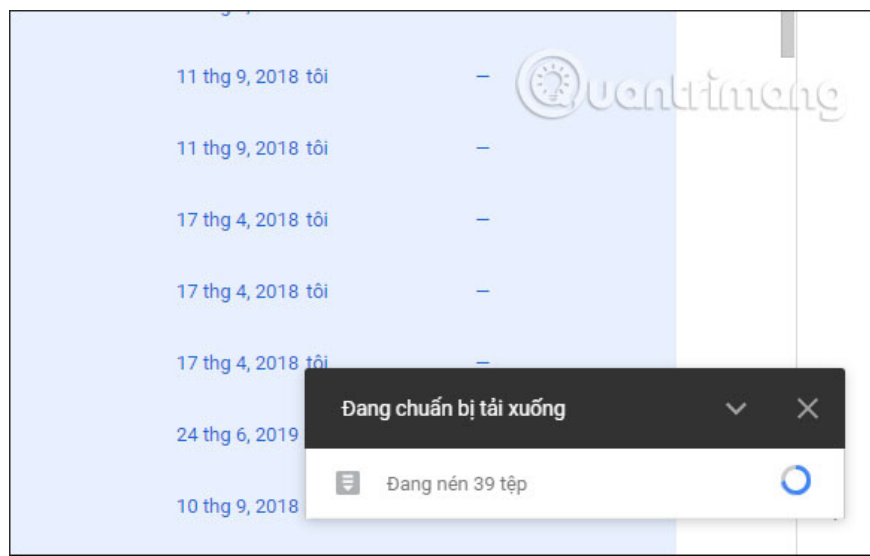 Quantrimang
11 thg 9, 2018 tôi —
11 thg 9, 2018 tôi —
17 thg 4, 2018 tôi —
17 thg 4, 2018 tôi —
17 thg 4, 2018 tôi —
Đang chuẩn bị tải xuống
24 thg 6, 2019
Đang nén 39 tệp
10 thg 9, 2018